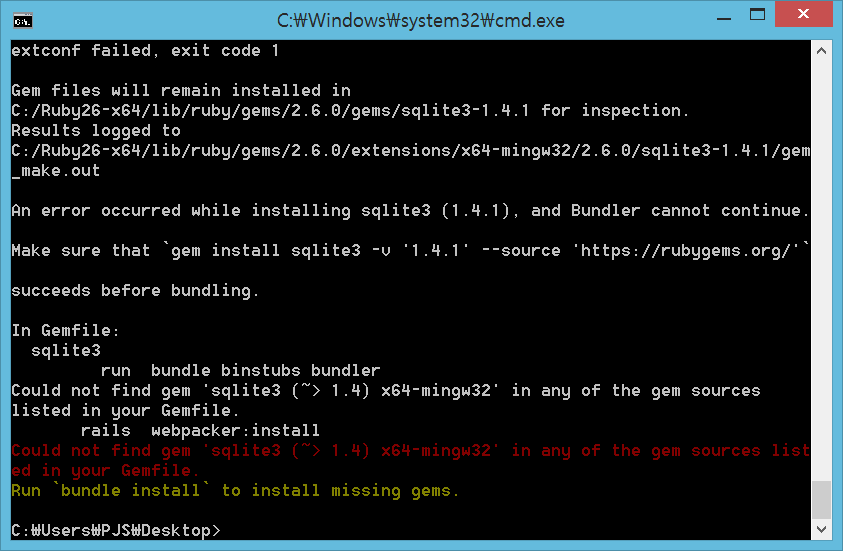 C:₩Windows₩system32₩cmd.exe
extconf failed, exit code 1
Gem files will remain installed in
C:/Ruby26-x64/lib/ruby/gems/2.6.0/gems/sqlite3-1.4.1 for inspection.
Results logged to
C:/Ruby26-x64/lib/ruby/gems/2.6.0/extensions/x64-mingw32/2.6.0/sqlite3-1.4.1/gem
_make.out
An error occurred while installing sqlite3 (1.4.1), and Bundler cannot continue.
Make sure that `gem install sqlite3 -v '1.4.1' --source 'https://rubygems.org/'`
succeeds before bundling.
In Gemfile:
  sqlite3
         run  bundle binstubs bundler
Could not find gem 'sqlite3 (~> 1.4) x64-mingw32' in any of the gem sources
listed in your Gemfile.
       rails  webpacker:install
Could not find gem 'sqlite3 (~> 1.4) x64-mingw32' in any of the gem sources list
ed in your Gemfile.
Run `bundle install` to install missing gems.
C:₩Users₩PJS₩Desktop>